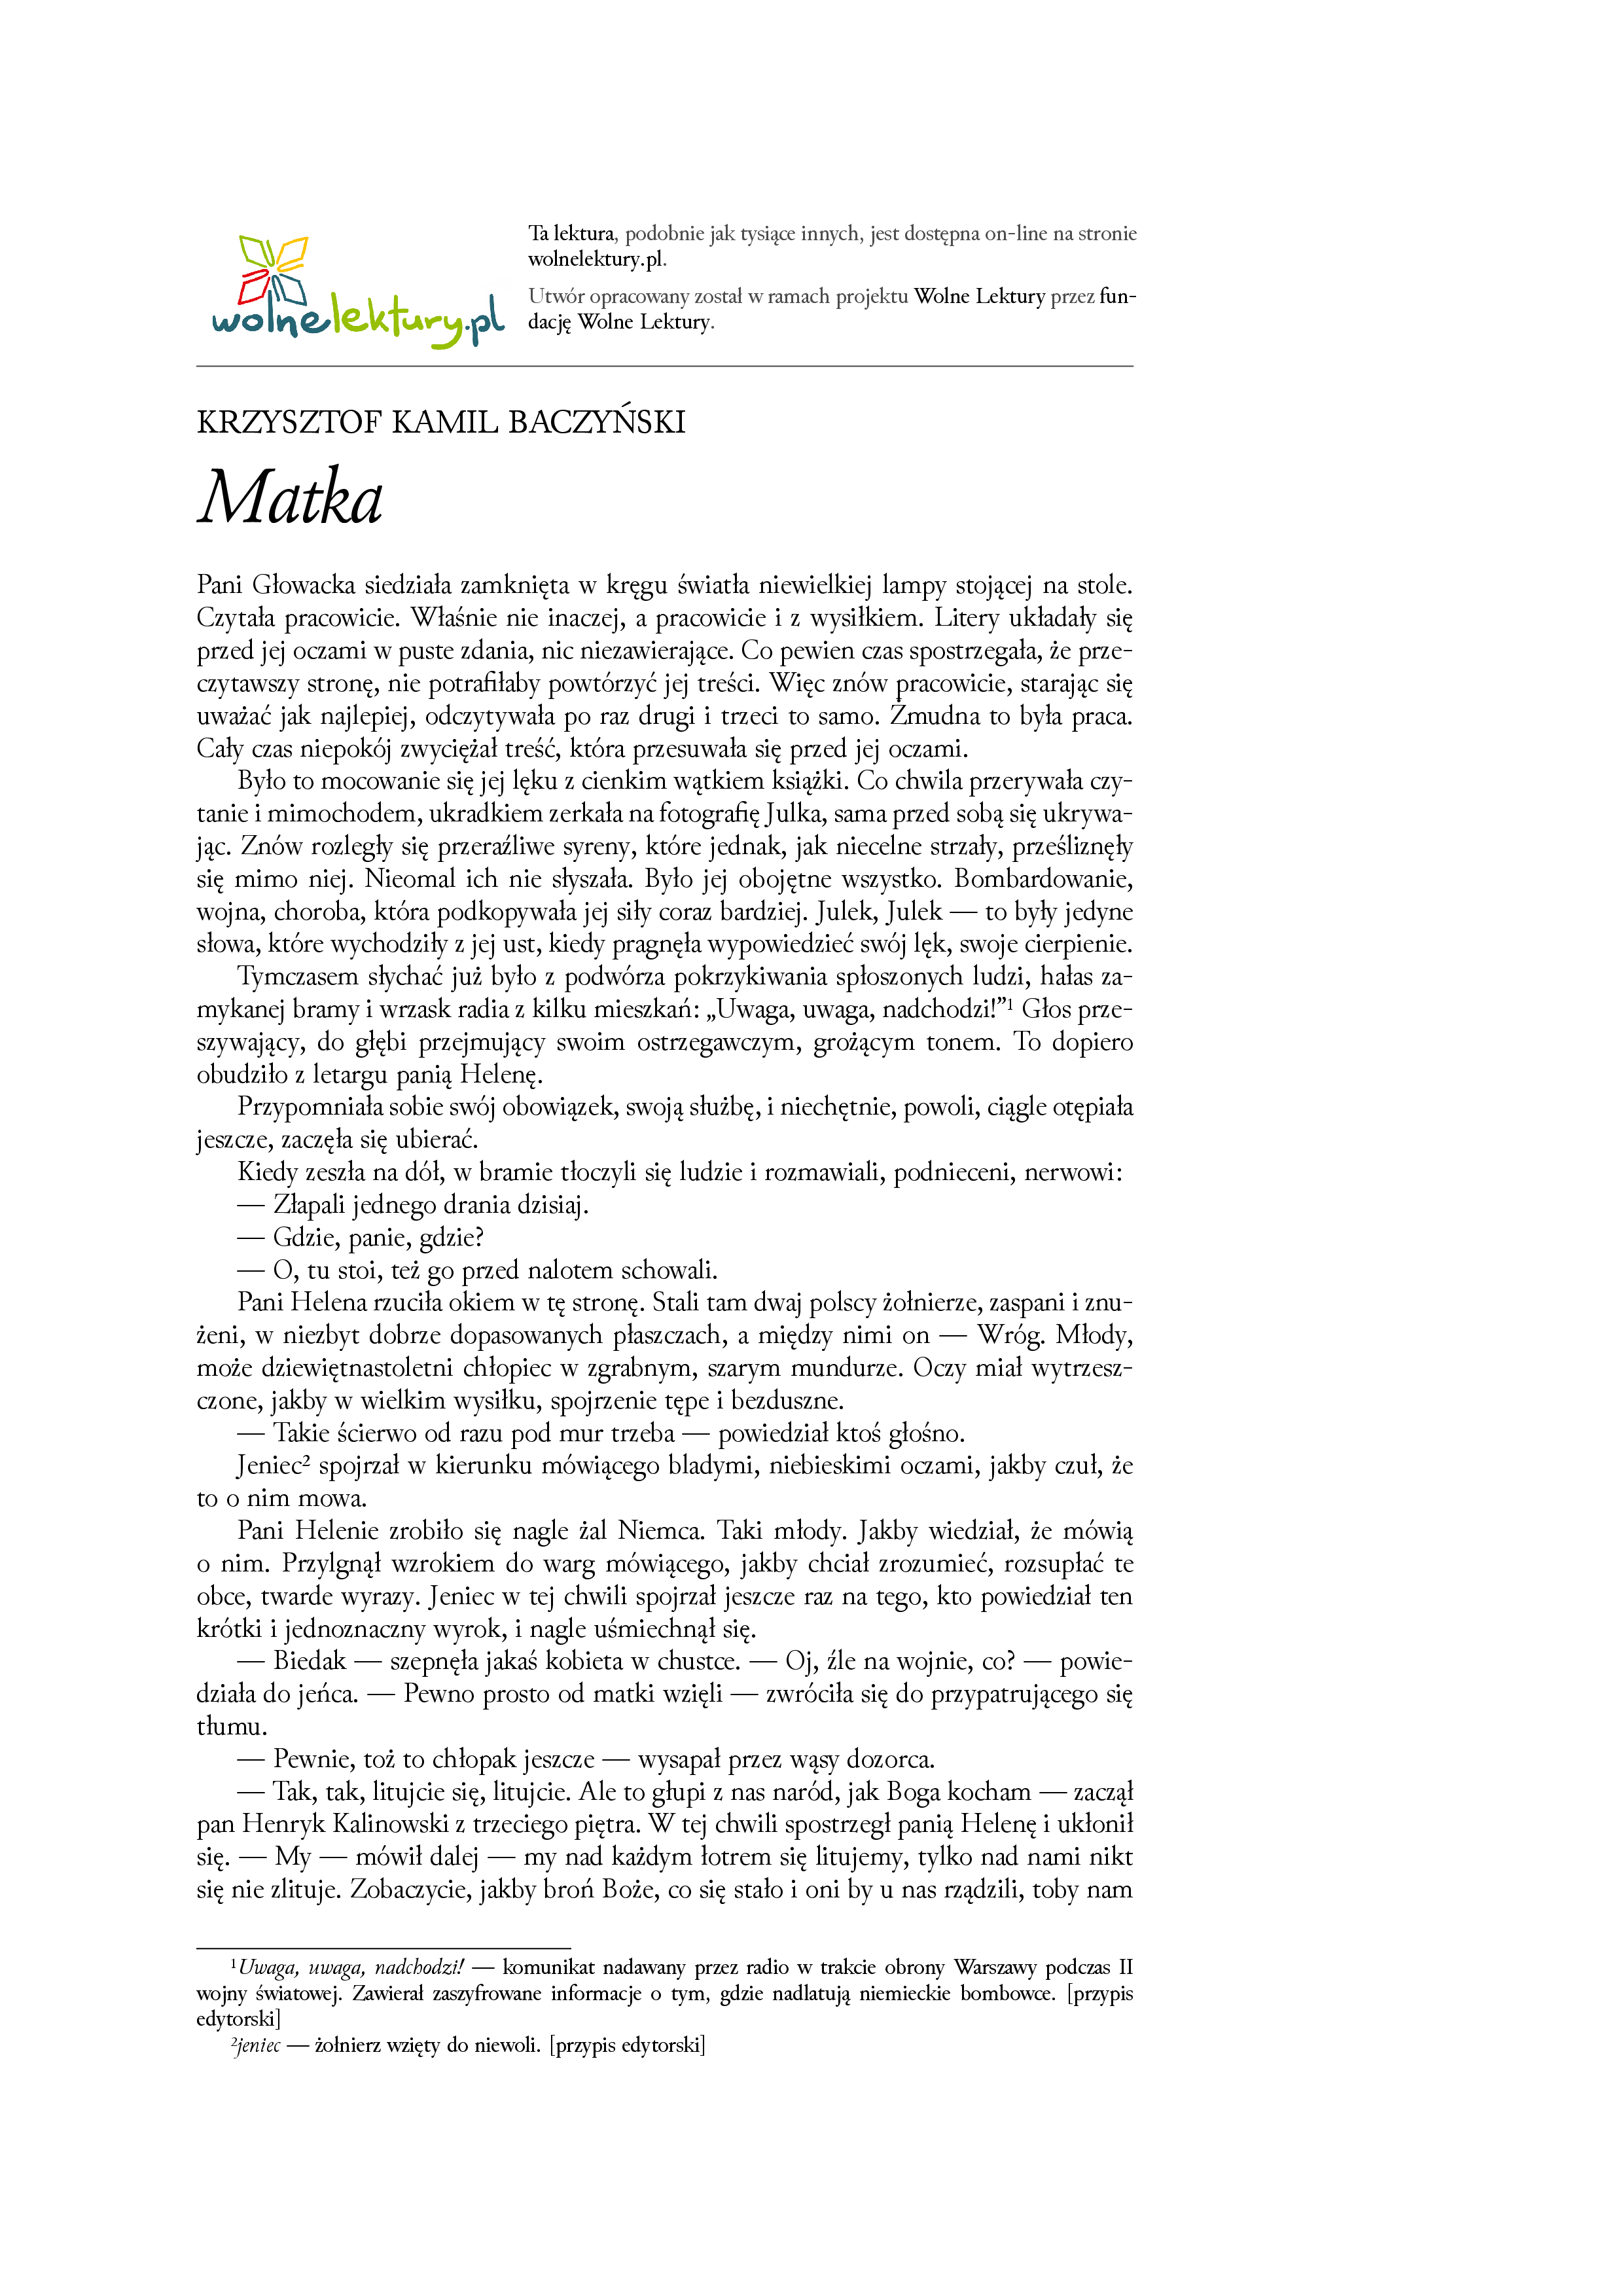 wolnelektury.pl
Ta lektura, podobnie jak tysiące innych, jest dostępna on-line na stronie
wolnelektury.pl.
Utwór opracowany został w ramach projektu Wolne Lektury przez fun-
dację Wolne Lektury.
KRZYSZTOF KAMIL BACZYŃSKI
Matka
Pani Głowacka siedziała zamknięta w kręgu światła niewielkiej lampy stojącej na stole.
Czytała pracowicie. Właśnie nie inaczej, a pracowicie i z wysiłkiem. Litery układały się
przed jej oczami w puste zdania, nic niezawierające. Co pewien czas spostrzegała, że prze-
czytawszy stronę, nie potrafiłaby powtórzyć jej treści. Więc znów pracowicie, starając się
uważać jak najlepiej, odczytywała po raz drugi i trzeci to samo. Żmudna to była praca.
Cały czas niepokój zwyciężał treść, która przesuwała się przed jej oczami.
Było to mocowanie się jej lęku z cienkim wątkiem książki. Co chwila przerywała czy-
tanie i mimochodem, ukradkiem zerkała na fotografię Julka, sama przed sobą się ukrywa-
jąc. Znów rozległy się przeraźliwe syreny, które jednak, jak niecelne strzały, prześliznęły
się mimo niej. Nieomal ich nie słyszała. Było jej obojętne wszystko. Bombardowanie,
wojna, choroba, która podkopywała jej siły coraz bardziej. Julek, Julek — to były jedyne
słowa, które wychodziły z jej ust, kiedy pragnęła wypowiedzieć swój lęk, swoje cierpienie.
Tymczasem słychać już było z podwórza pokrzykiwania spłoszonych ludzi, hałas za-
mykanej bramy i wrzask radia z kilku mieszkań: „Uwaga, uwaga, nadchodzi!”¹ Głos prze-
szywający, do głębi przejmujący swoim ostrzegawczym, grożącym tonem. To dopiero
obudziło z letargu panią Helenę.
Przypomniała sobie swój obowiązek, swoją służbę, i niechętnie, powoli, ciągle otępiała
jeszcze, zaczęła się ubierać.
Kiedy zeszła na dół, w bramie tłoczyli się ludzie i rozmawiali, podnieceni, nerwowi:
— Złapali jednego drania dzisiaj.
— Gdzie, panie, gdzie?
— O, tu stoi, też go przed nalotem schowali.
Pani Helena rzuciła okiem w tę stronę. Stali tam dwaj polscy żołnierze, zaspani i znu-
żeni, w niezbyt dobrze dopasowanych płaszczach, a między nimi on — Wróg. Młody,
może dziewiętnastoletni chłopiec w zgrabnym, szarym mundurze. Oczy miał wytrzesz-
czone, jakby w wielkim wysiłku, spojrzenie tępe i bezduszne.
— Takie ścierwo od razu pod mur trzeba — powiedział ktoś głośno.
Jeniec² spojrzał w kierunku mówiącego bladymi, niebieskimi oczami, jakby czuł, że
to o nim mowa.
Pani Helenie zrobiło się nagle żal Niemca. Taki młody. Jakby wiedział, że mówią
o nim. Przylgnął wzrokiem do warg mówiącego, jakby chciał zrozumieć, rozsupłać te
obce, twarde wyrazy. Jeniec w tej chwili spojrzał jeszcze raz na tego, kto powiedział ten
krótki i jednoznaczny wyrok, i nagle uśmiechnął się.
— Biedak — szepnęła jakaś kobieta w chustce. — Oj, źle na wojnie, co? — powie-
działa do jeńca. — Pewno prosto od matki wzięli — zwróciła się do przypatrującego się
tłumu.
— Pewnie, toż to chłopak jeszcze — wysapał przez wąsy dozorca.
— Tak, tak, litujcie się, litujcie. Ale to głupi z nas naród, jak Boga kocham — zaczął
pan Henryk Kalinowski z trzeciego piętra. W tej chwili spostrzegł panią Helenę i ukłonił
się. — My — mówił dalej — my nad każdym łotrem się litujemy, tylko nad nami nikt
się nie zlituje. Zobaczycie, jakby broń Boże, co się stało i oni by u nas rządzili, toby nam
¹Uwaga, uwaga, nadchodzi! — komunikat nadawany przez radio w trakcie obrony Warszawy podczas II
wojny światowej. Zawierał zaszyfrowane informacje o tym, gdzie nadlatują niemieckie bombowce. [przypis
edytorski]
²jeniec — żołnierz wzięty do niewoli. [przypis edytorski]